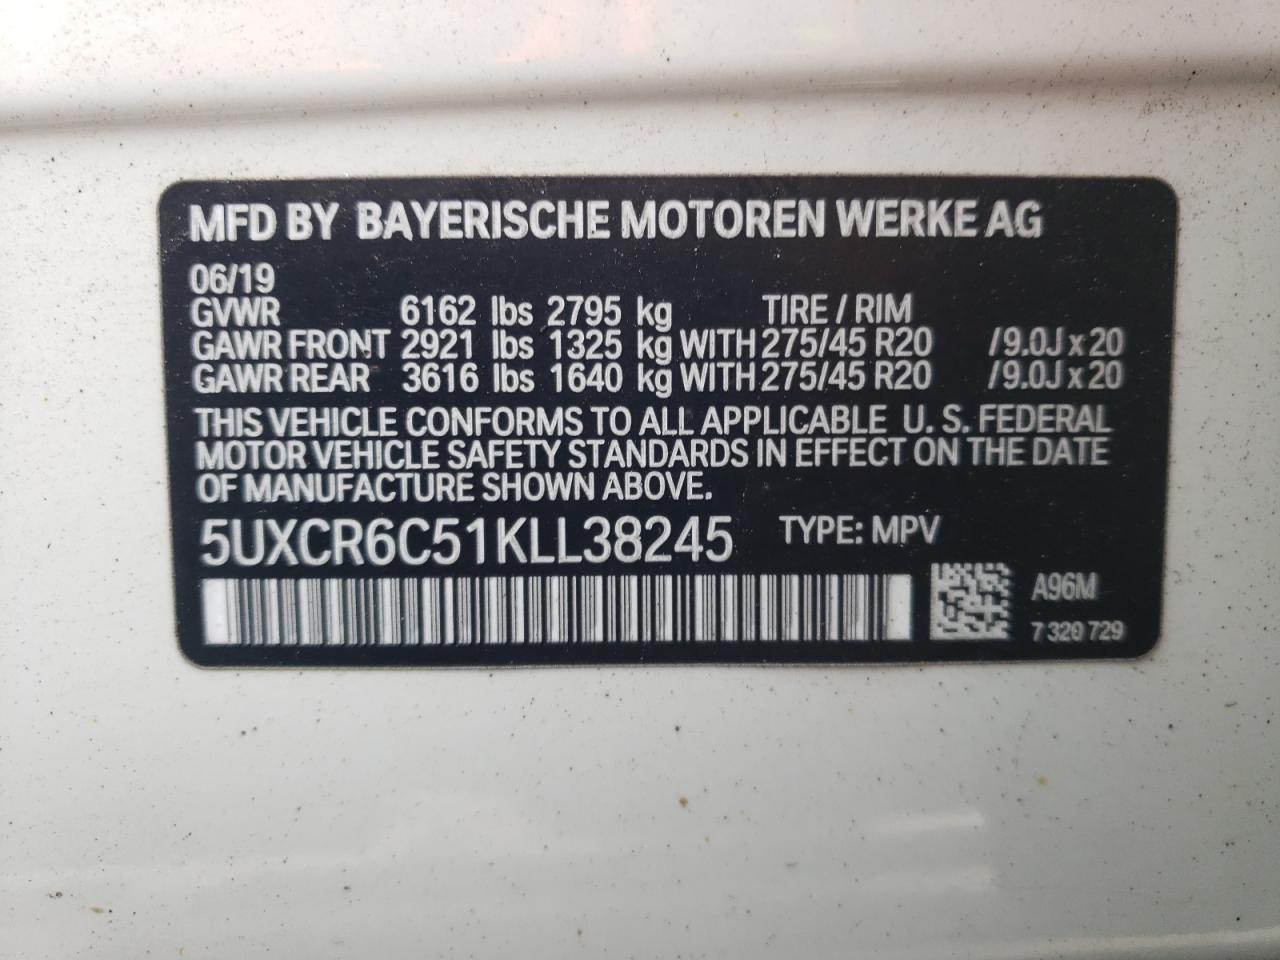 MFD BY BAYERISCHE MOTOREN WERKE AG
06/19
GVWR 6162 lbs 2795 kg TIRE / RIM
GAWR FRONT 2921 lbs 1325 kg WITH 275/45 R20 /9.0J x 20
GAWR REAR 3616 lbs 1640 kg WITH 275/45 R20 /9.0J x 20
THIS VEHICLE CONFORMS TO ALL APPLICABLE U. S. FEDERAL
MOTOR VEHICLE SAFETY STANDARDS IN EFFECT ON THE DATE
OF MANUFACTURE SHOWN ABOVE.
5UXCR6C51KLL38245 TYPE: MPV
A96M
7 320 729